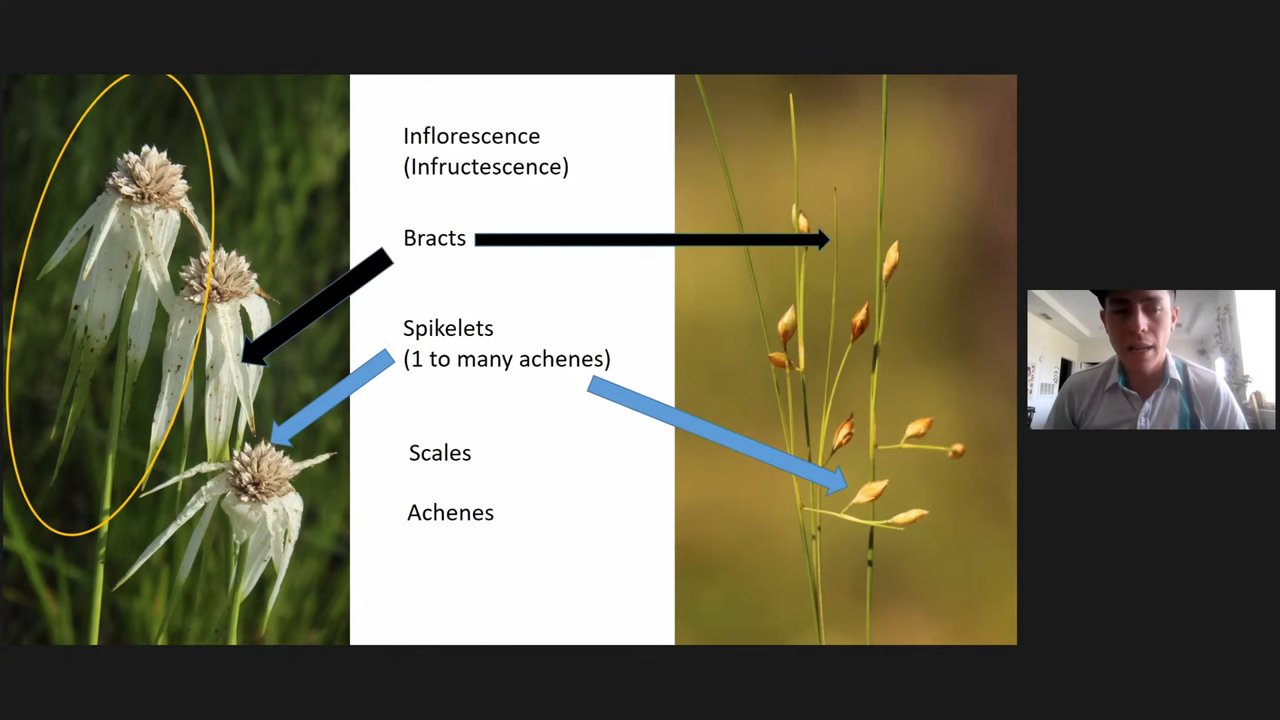 Inflorescence
(Infructescence)
Bracts
Spikelets
(1 to many achenes)
Scales
Achenes